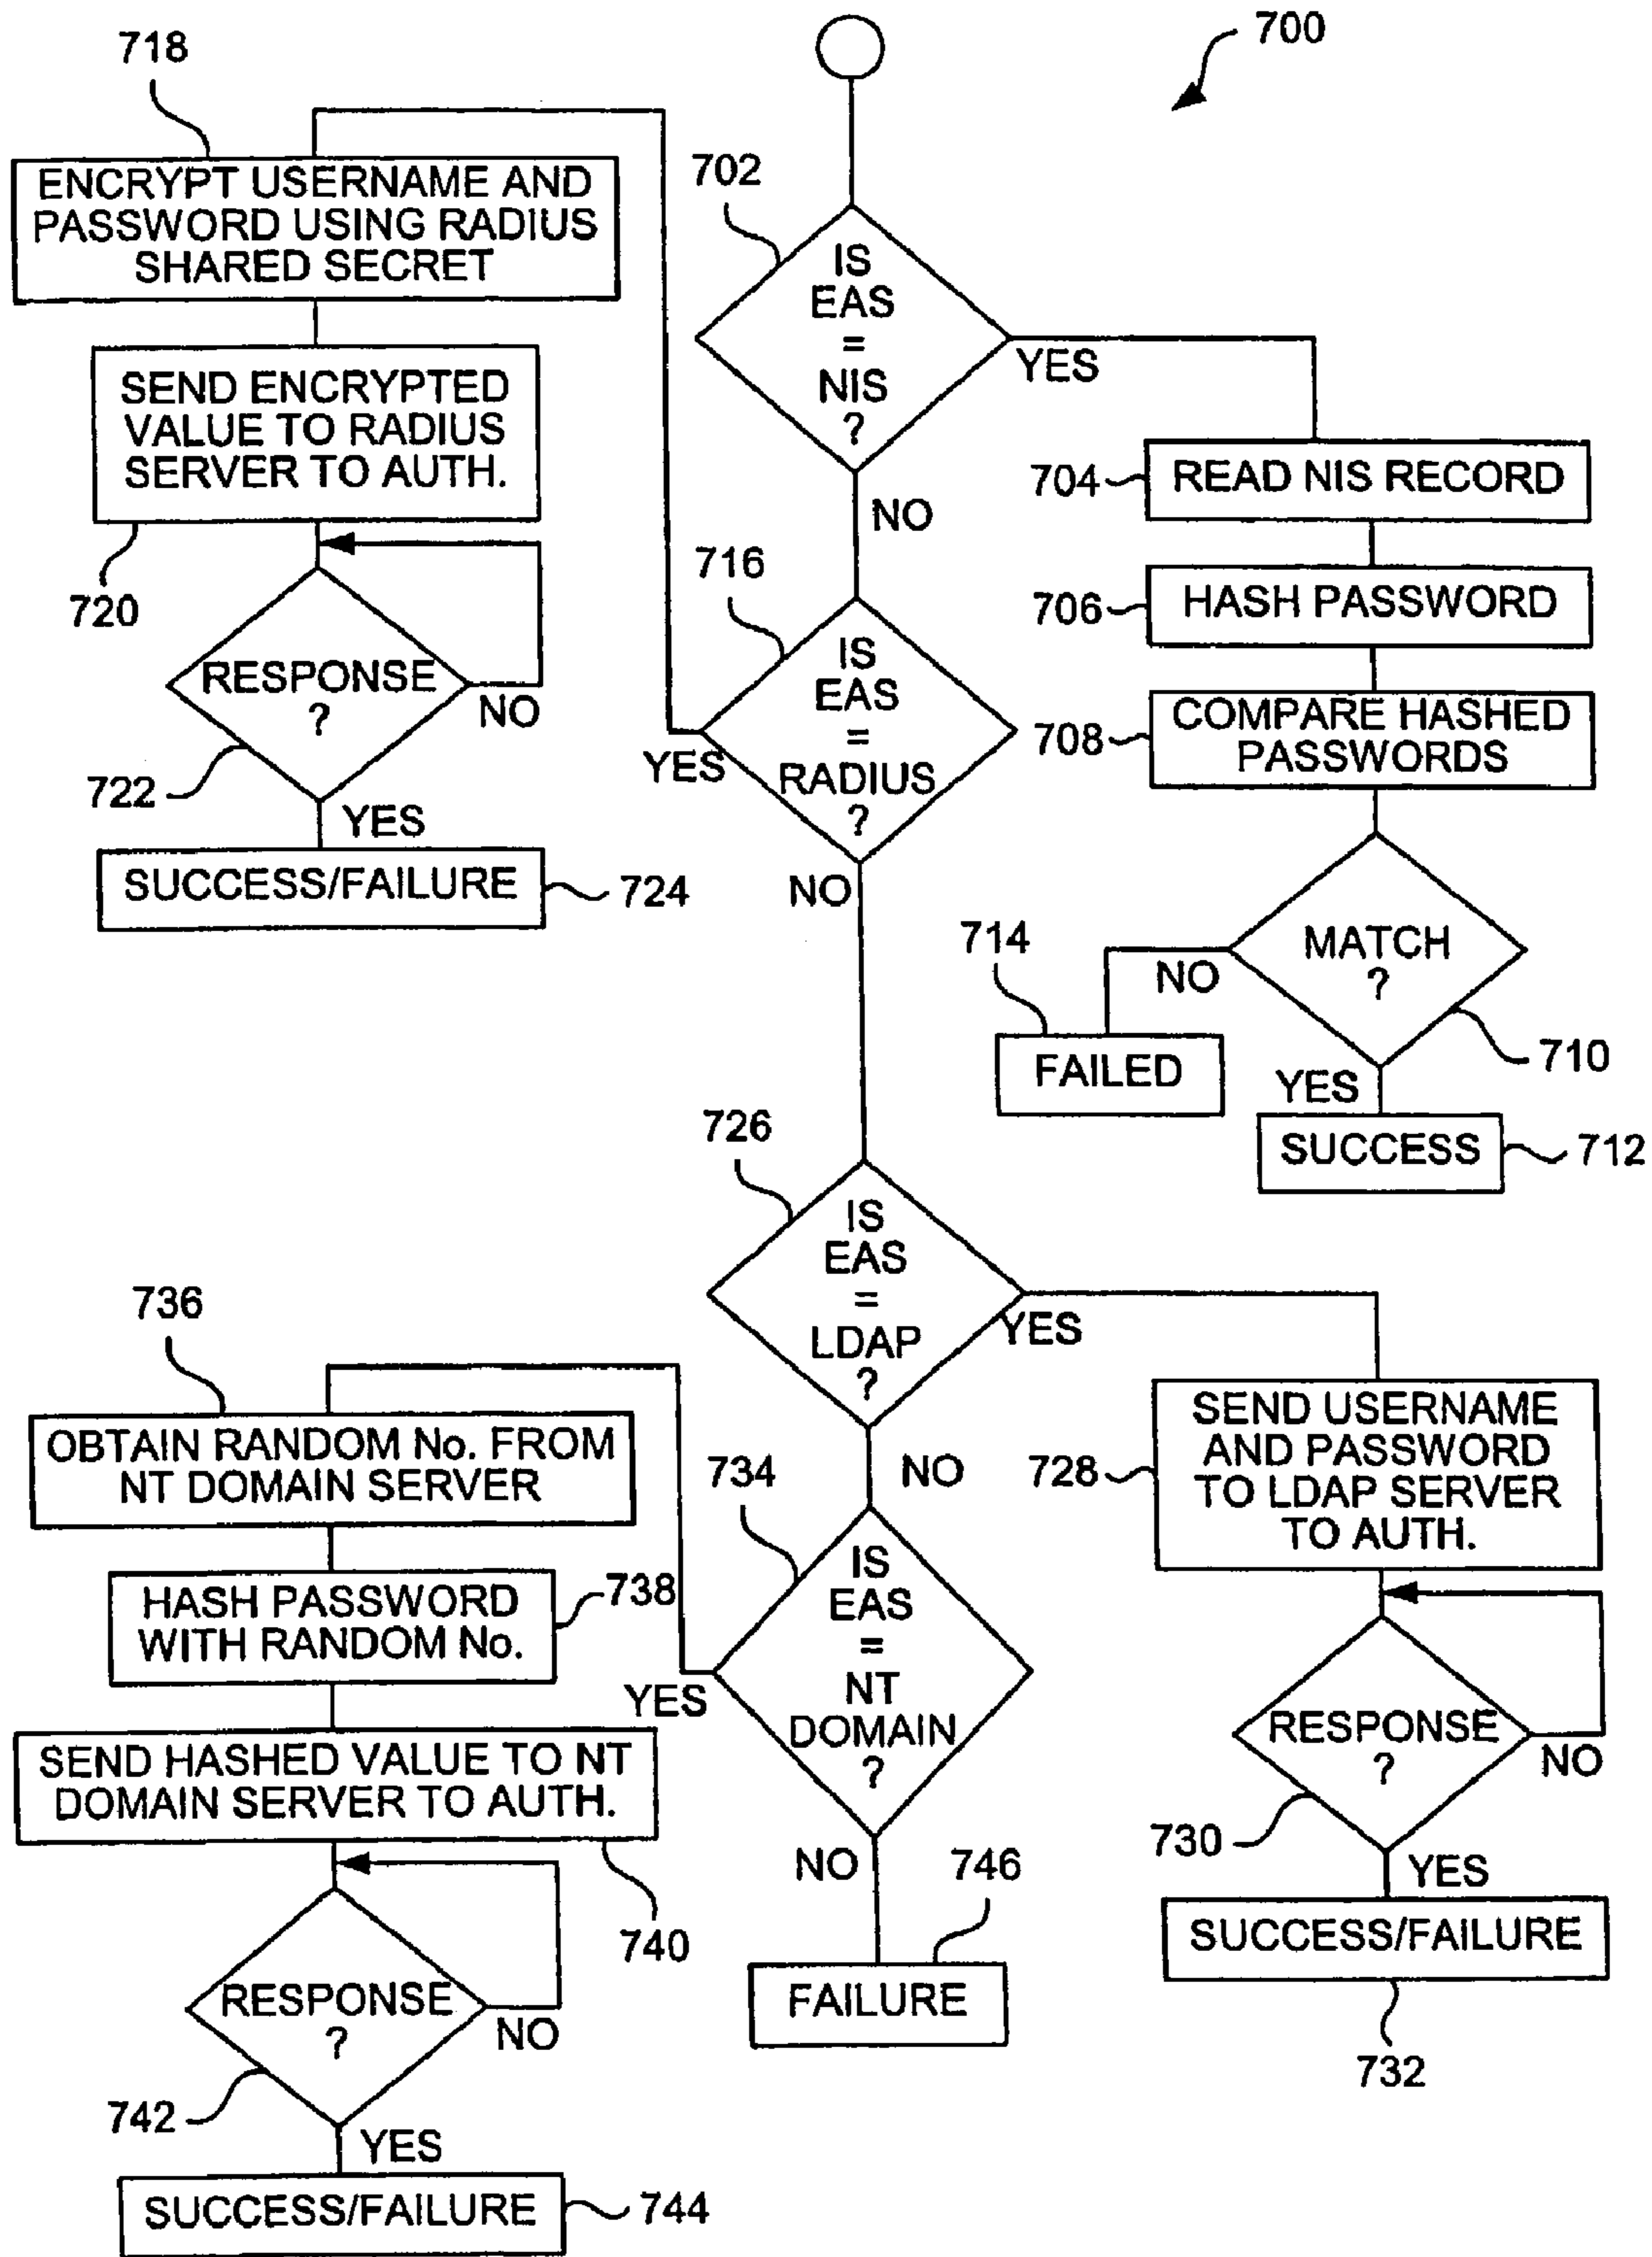 700
702
IS
EAS
=
NIS
?
YES
NO
704
READ NIS RECORD
706
HASH PASSWORD
708
COMPARE HASHED
PASSWORDS
MATCH
?
710
NO
714
FAILED
YES
SUCCESS
712
716
IS
EAS
=
RADIUS
?
YES
NO
718
ENCRYPT USERNAME AND
PASSWORD USING RADIUS
SHARED SECRET
SEND ENCRYPTED
VALUE TO RADIUS
SERVER TO AUTH.
720
RESPONSE
?
NO
722
YES
SUCCESS/FAILURE
724
726
IS
EAS
=
LDAP
?
YES
NO
728
SEND USERNAME
AND PASSWORD
TO LDAP SERVER
TO AUTH.
RESPONSE
?
NO
730
YES
SUCCESS/FAILURE
732
734
IS
EAS
=
NT
DOMAIN
?
YES
NO
736
OBTAIN RANDOM No. FROM
NT DOMAIN SERVER
HASH PASSWORD
WITH RANDOM No.
738
SEND HASHED VALUE TO NT
DOMAIN SERVER TO AUTH.
740
RESPONSE
?
NO
742
YES
SUCCESS/FAILURE
744
746
FAILURE